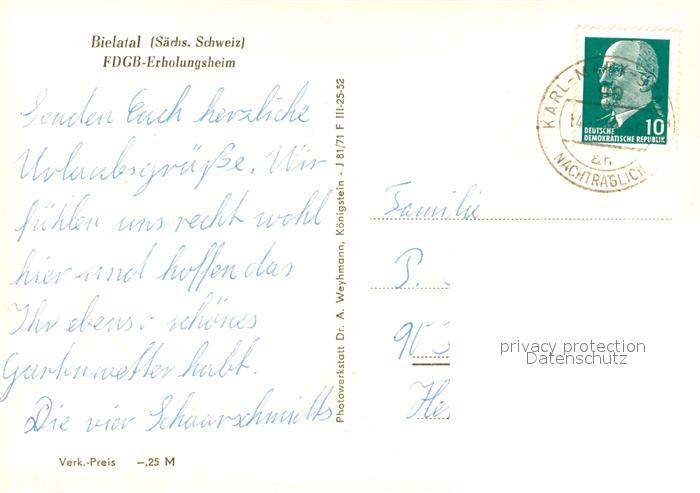 Bielatal (Sächs. Schweiz)
FDGB-Erholungsheim
Senden Euch herzliche
Urlaubsgrüße. Wir
fühlen uns recht wohl
hier und hoffen das
Ihr ebenso schönes
Gartenwetter habt.
Die vier Schaarschmidts
Verk.-Preis —,25 M
Photowerkstatt Dr. A. Weyhmann, Königstein - J 81/71 F III-25-52
DEUTSCHE
DEMOKRATISCHE REPUBLIK
10
KARL-MARX-ST
NACHTRÄGLICH
Familie
P.
privacy protection
Datenschutz